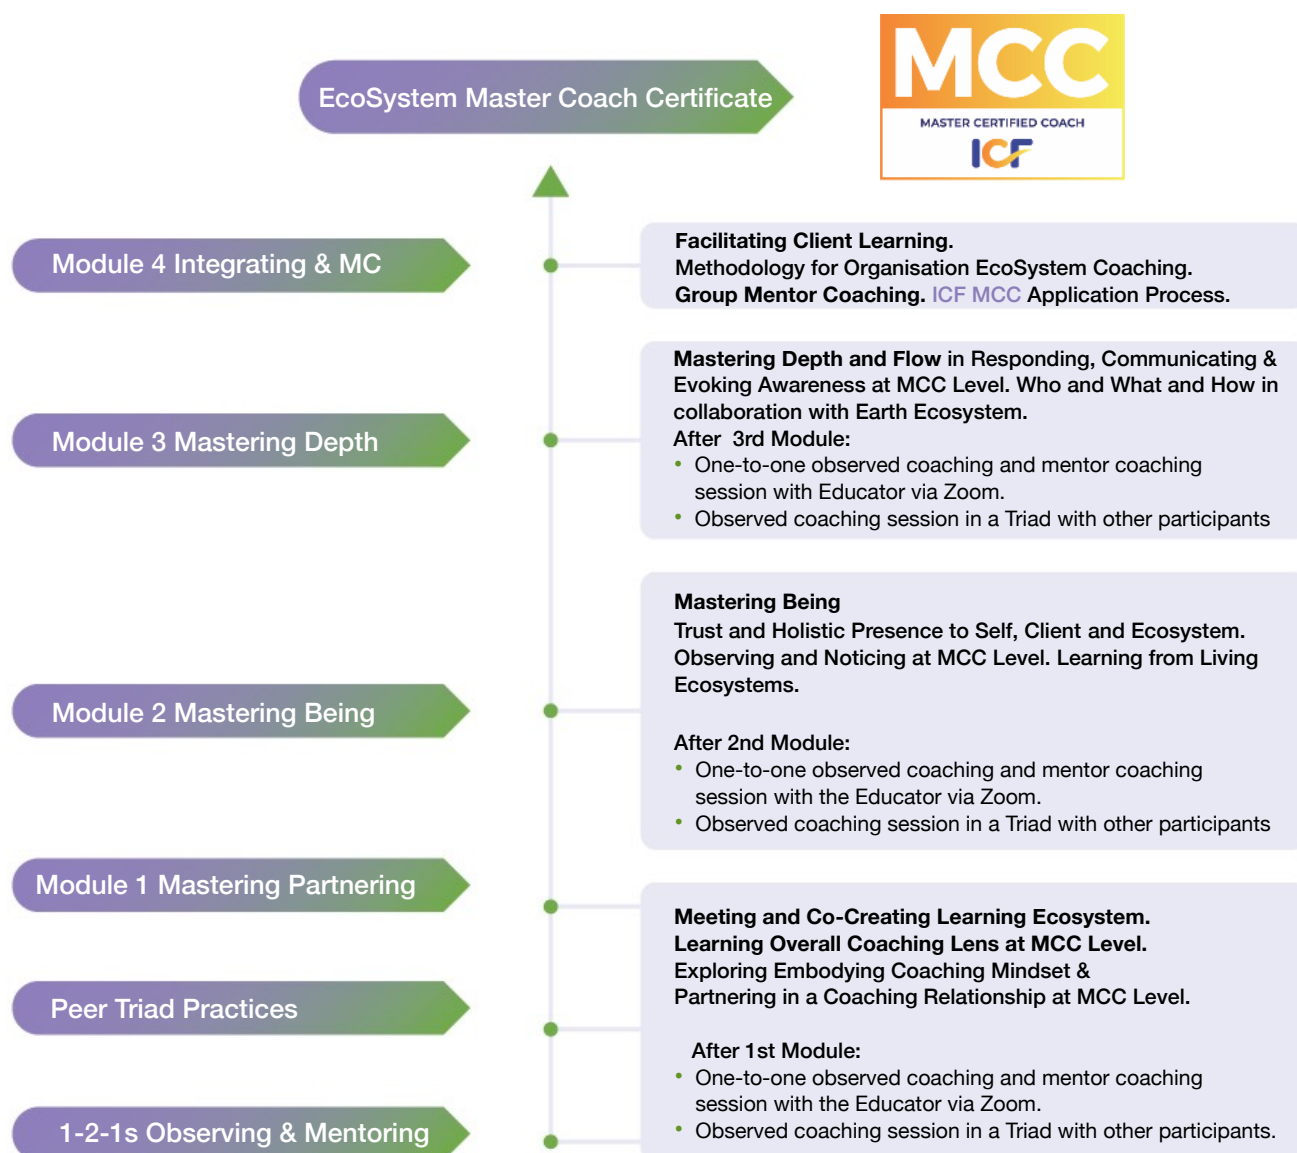 EcoSystem Master Coach Certificate
MCC
MASTER CERTIFIED COACH
ICF
Module 4 Integrating & MC
Facilitating Client Learning.
Methodology for Organisation EcoSystem Coaching.
Group Mentor Coaching. ICF MCC Application Process.
Module 3 Mastering Depth
Mastering Depth and Flow in Responding, Communicating &
Evoking Awareness at MCC Level. Who and What and How in
collaboration with Earth Ecosystem.
After 3rd Module:
• One-to-one observed coaching and mentor coaching
session with Educator via Zoom.
• Observed coaching session in a Triad with other participants
Module 2 Mastering Being
Mastering Being
Trust and Holistic Presence to Self, Client and Ecosystem.
Observing and Noticing at MCC Level. Learning from Living
Ecosystems.
After 2nd Module:
• One-to-one observed coaching and mentor coaching
session with the Educator via Zoom.
• Observed coaching session in a Triad with other participants
Module 1 Mastering Partnering
Peer Triad Practices
1-2-1s Observing & Mentoring
Meeting and Co-Creating Learning Ecosystem.
Learning Overall Coaching Lens at MCC Level.
Exploring Embodying Coaching Mindset &
Partnering in a Coaching Relationship at MCC Level.
After 1st Module:
• One-to-one observed coaching and mentor coaching
session with the Educator via Zoom.
• Observed coaching session in a Triad with other participants.